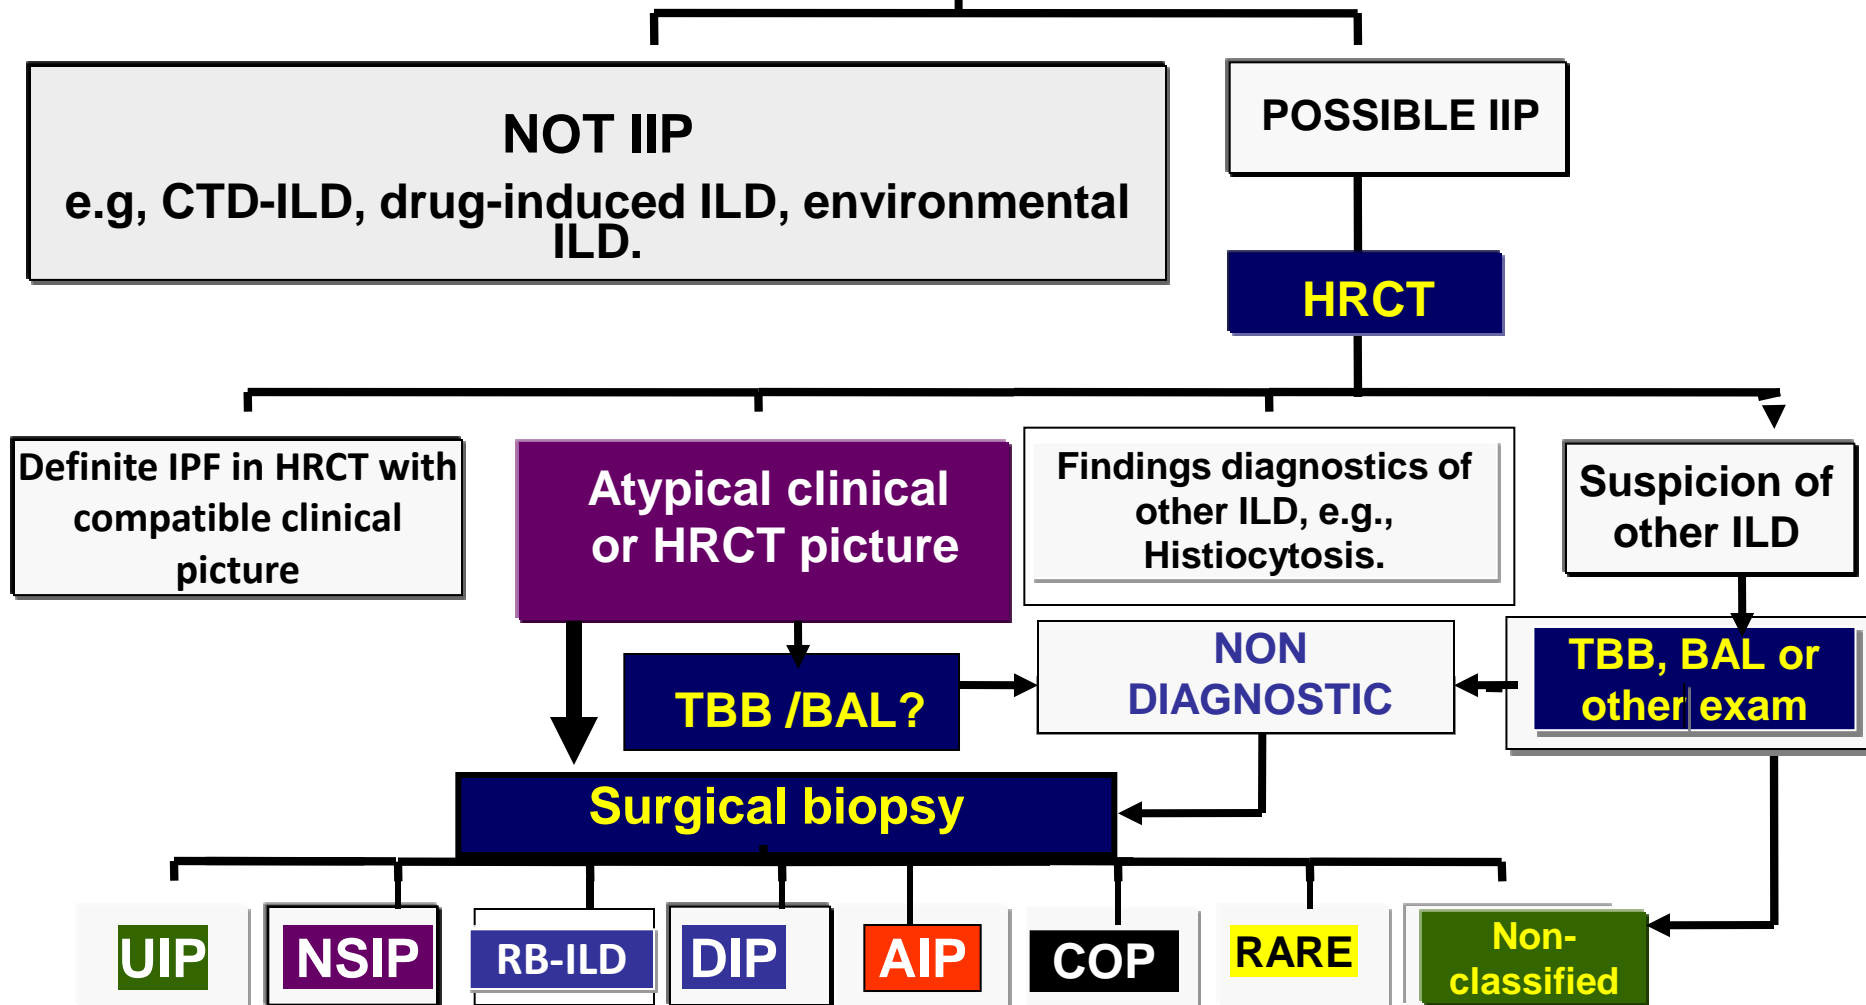 NOT IIP
e.g, CTD-ILD, drug-induced ILD, environmental
ILD.
POSSIBLE IIP
HRCT
Definite IPF in HRCT with
compatible clinical
picture
Atypical clinical
or HRCT picture
Findings diagnostics of
other ILD, e.g.,
Histiocytosis.
Suspicion of
other ILD
TBB /BAL?
NON
DIAGNOSTIC
TBB, BAL or
other exam
Surgical biopsy
UIP
NSIP
RB-ILD
DIP
AIP
COP
RARE
Non-
classified